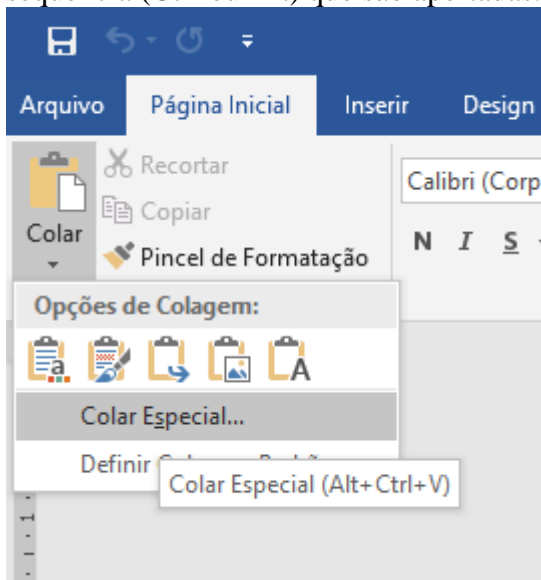 Arquivo Página Inicial Inserir Design
Recortar
Calibri (Corp
Copiar
Colar
N I S
Pincel de Formatação
Opções de Colagem:
a A
Colar Especial...
Definir
Colar Especial (Alt+Ctrl+V)
1